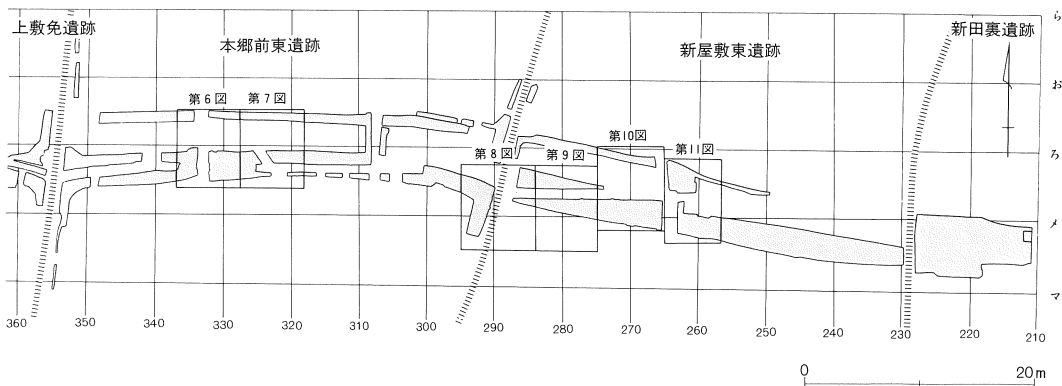 上敷免遺跡
本郷前東遺跡
新屋敷東遺跡
新田裏遺跡
第6図
第7図
第8図
第9図
第10図
第11図
ら
お
ろ
メ
マ
360
350
340
330
320
310
300
290
280
270
260
250
240
230
220
210
0
20m